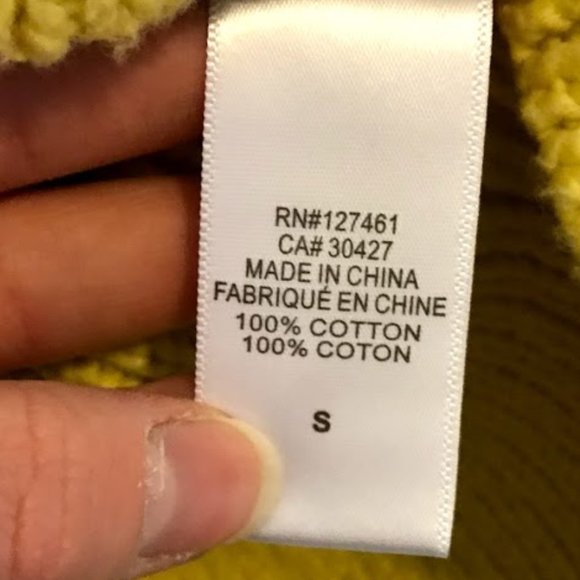 RN#127461
CA# 30427
MADE IN CHINA
FABRIQUÉ EN CHINE
100% COTTON
100% COTON
S